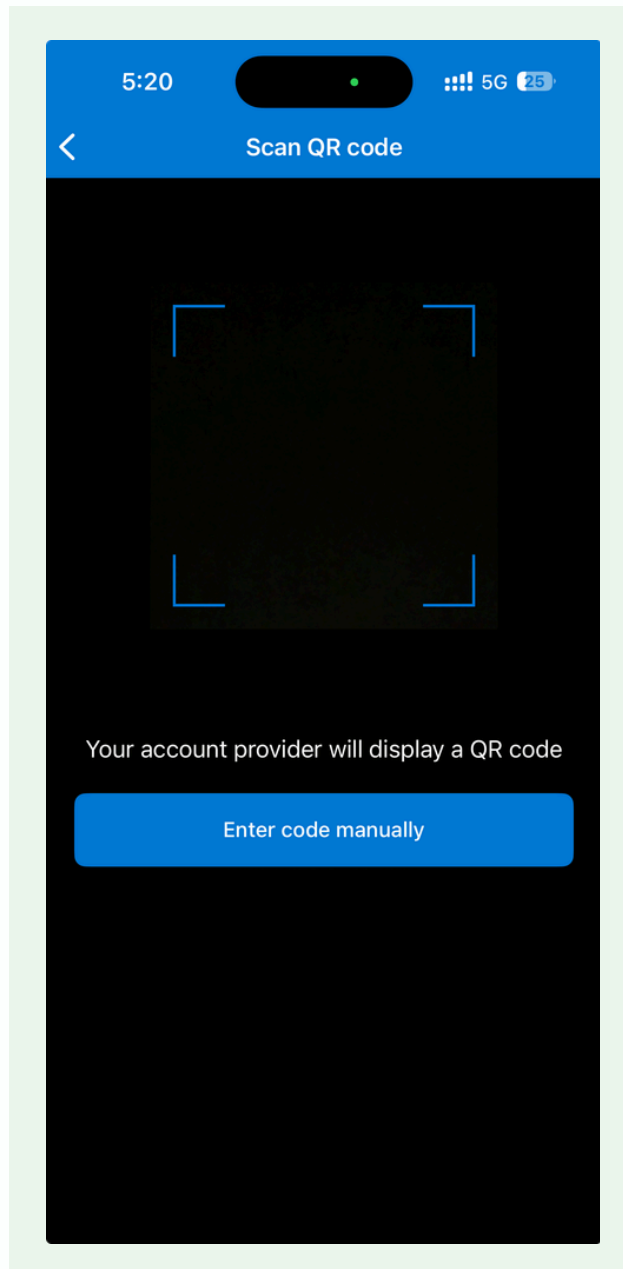 5:20 5G 25
Scan QR code
Your account provider will display a QR code
Enter code manually